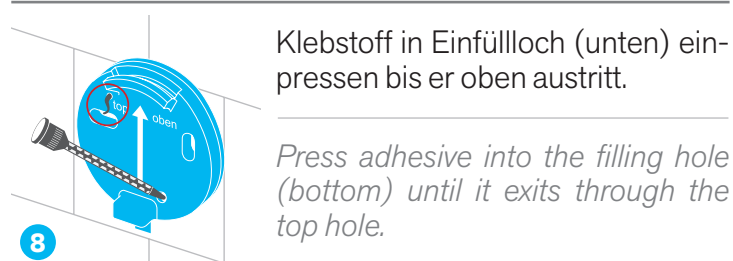 Klebstoff in Einfüllloch (unten) ein-
pressen bis er oben austritt.
top
oben
Press adhesive into the filling hole
(bottom) until it exits through the
top hole.
8